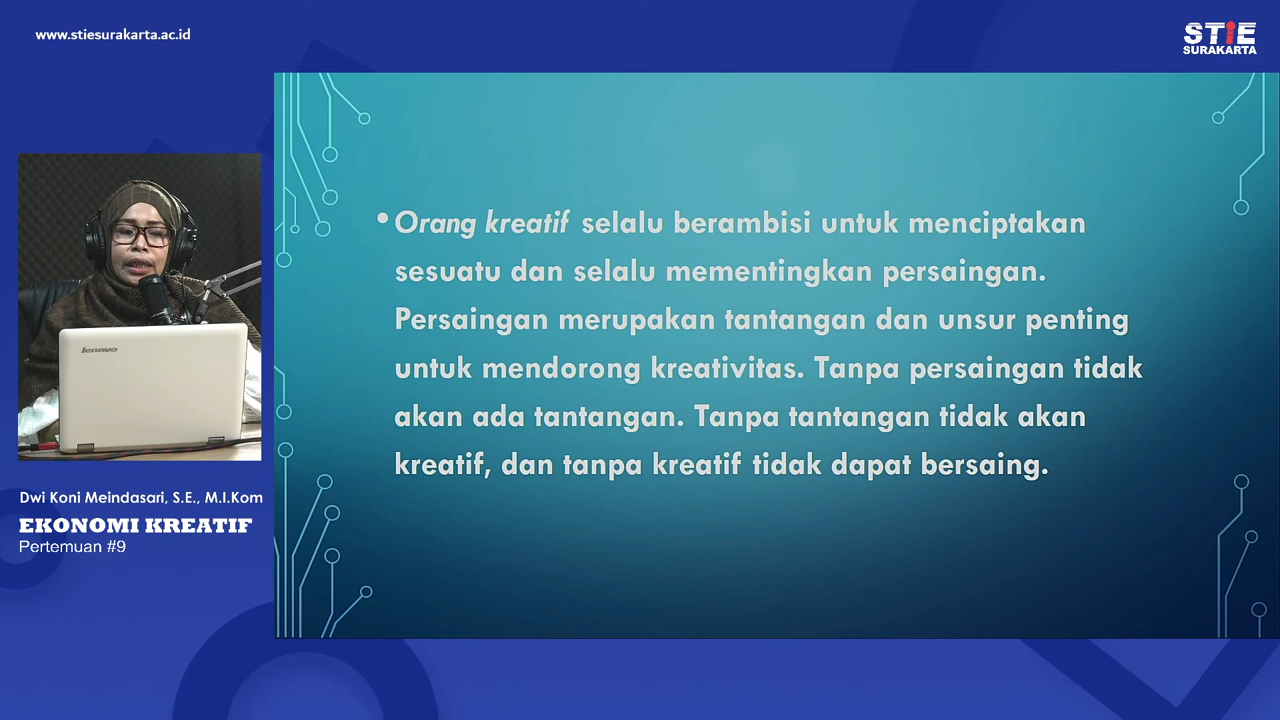 www.stiesurakarta.ac.id
STIE
SURAKARTA
• Orang kreatif selalu berambisi untuk menciptakan
sesuatu dan selalu mementingkan persaingan.
Persaingan merupakan tantangan dan unsur penting
untuk mendorong kreativitas. Tanpa persaingan tidak
akan ada tantangan. Tanpa tantangan tidak akan
kreatif, dan tanpa kreatif tidak dapat bersaing.
lenovo
Dwi Koni Meindasari, S.E., M.I.Kom
EKONOMI KREATIF
Pertemuan #9